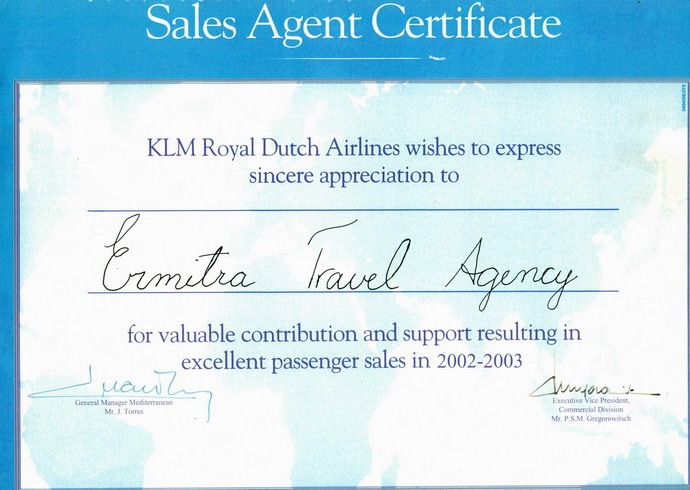 Sales Agent Certificate
KLM Royal Dutch Airlines wishes to express
sincere appreciation to
Ermitra Travel Agency
for valuable contribution and support resulting in
excellent passenger sales in 2002-2003
General Manager Mediterranean
Mr. J. Torres
Executive Vice President,
Commercial Division
Mr. P.S.M. Gregorowitsch